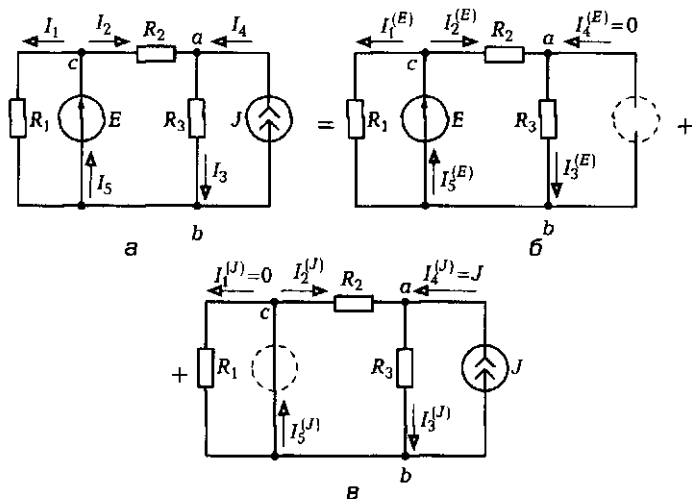 I₁ I₂ a I₄ I₁⁽ᴱ⁾ I₂⁽ᴱ⁾ a I₄⁽ᴱ⁾=0
c R₂ c R₂
R₁ E R₃ J = R₁ E R₃ +
I₅ I₃ I₅⁽ᴱ⁾ I₃⁽ᴱ⁾
b b
а б
I₁⁽ᴶ⁾=0 I₂⁽ᴶ⁾ R₂ a I₄⁽ᴶ⁾=J
c
+ R₁ R₃ J
I₅⁽ᴶ⁾ I₃⁽ᴶ⁾
b
в